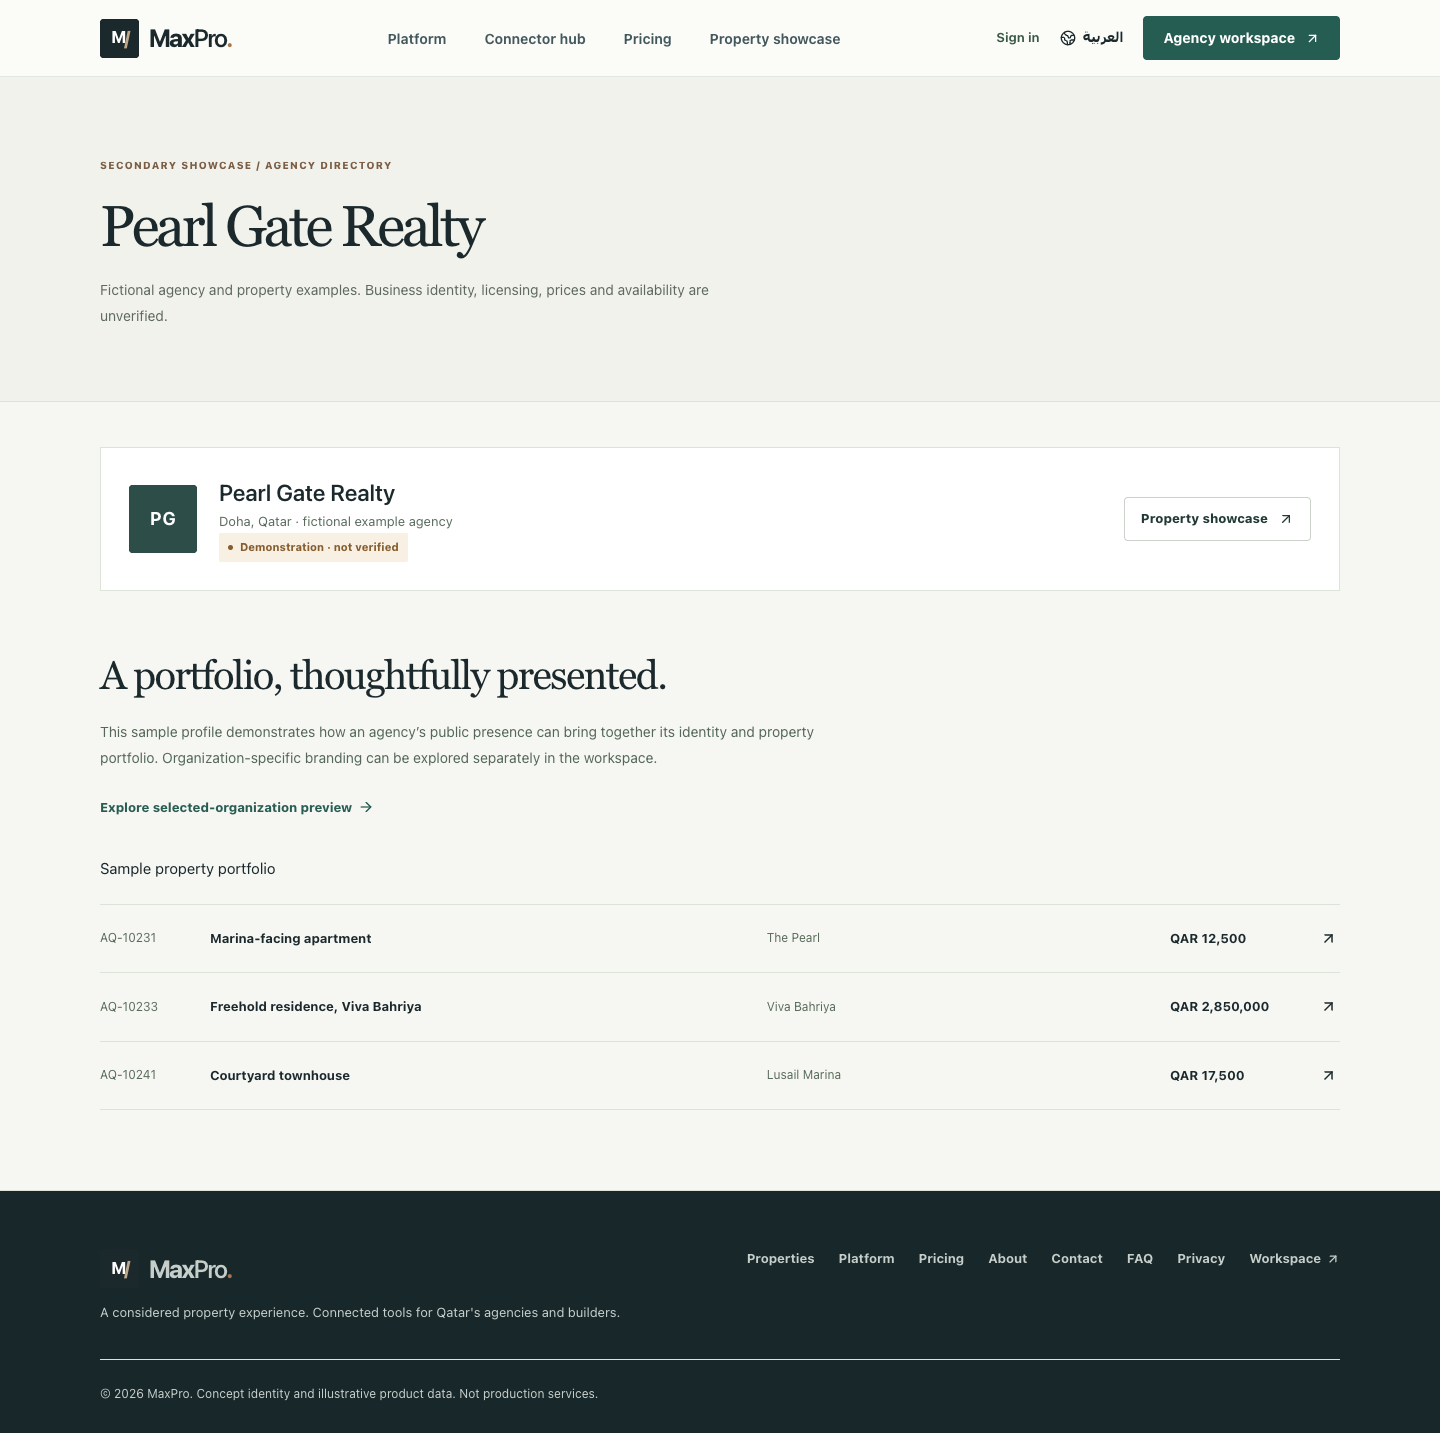 M/ MaxPro.
Platform
Connector hub
Pricing
Property showcase
Sign in
العربية
Agency workspace
SECONDARY SHOWCASE / AGENCY DIRECTORY
Pearl Gate Realty
Fictional agency and property examples. Business identity, licensing, prices and availability are
unverified.
PG
Pearl Gate Realty
Doha, Qatar · fictional example agency
Demonstration · not verified
Property showcase
A portfolio, thoughtfully presented.
This sample profile demonstrates how an agency’s public presence can bring together its identity and property
portfolio. Organization-specific branding can be explored separately in the workspace.
Explore selected-organization preview
Sample property portfolio
AQ-10231 Marina-facing apartment The Pearl QAR 12,500
AQ-10233 Freehold residence, Viva Bahriya Viva Bahriya QAR 2,850,000
AQ-10241 Courtyard townhouse Lusail Marina QAR 17,500
M/ MaxPro.
Properties
Platform
Pricing
About
Contact
FAQ
Privacy
Workspace
A considered property experience. Connected tools for Qatar's agencies and builders.
© 2026 MaxPro. Concept identity and illustrative product data. Not production services.